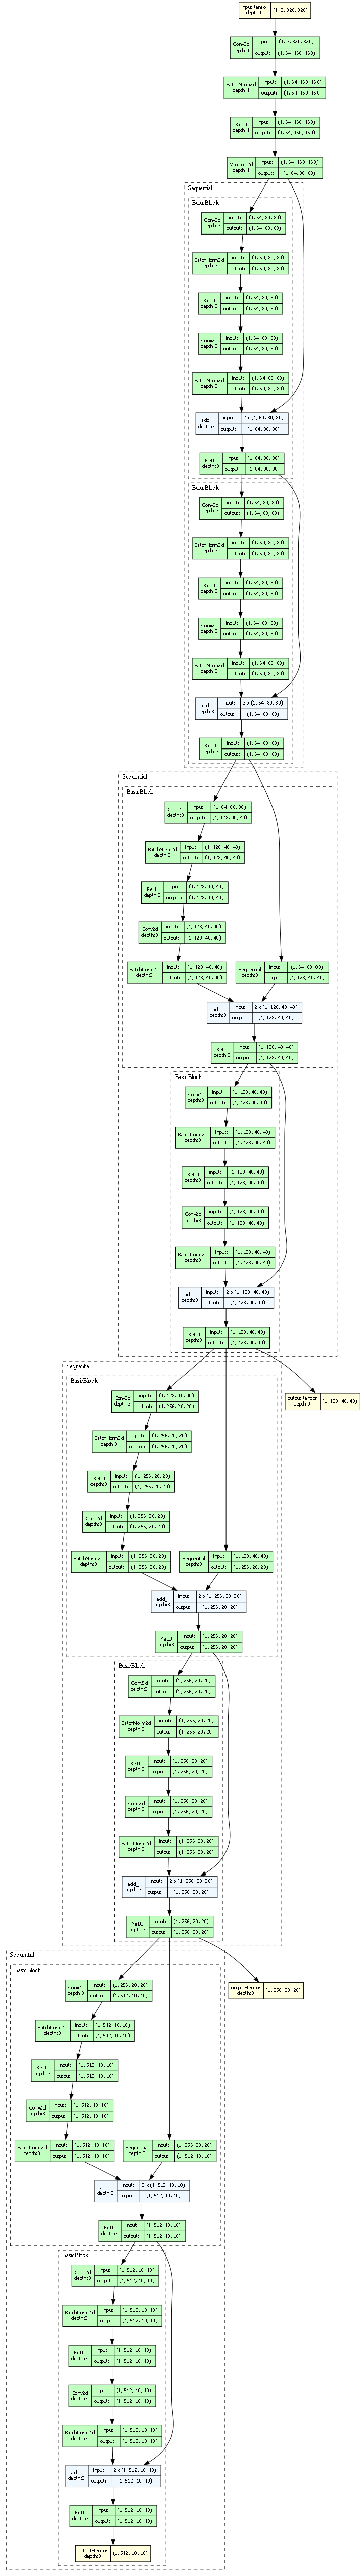 input-tensor (1, 3, 320, 320)
depth:0
Conv2d input: (1, 3, 320, 320)
depth:1 output: (1, 64, 160, 160)
BatchNorm2d input: (1, 64, 160, 160)
depth:1 output: (1, 64, 160, 160)
ReLU input: (1, 64, 160, 160)
depth:1 output: (1, 64, 160, 160)
MaxPool2d input: (1, 64, 160, 160)
depth:1 output: (1, 64, 80, 80)
Sequential
BasicBlock
Conv2d input: (1, 64, 80, 80)
depth:3 output: (1, 64, 80, 80)
BatchNorm2d input: (1, 64, 80, 80)
depth:3 output: (1, 64, 80, 80)
ReLU input: (1, 64, 80, 80)
depth:3 output: (1, 64, 80, 80)
Conv2d input: (1, 64, 80, 80)
depth:3 output: (1, 64, 80, 80)
BatchNorm2d input: (1, 64, 80, 80)
depth:3 output: (1, 64, 80, 80)
add_ input: 2 x (1, 64, 80, 80)
depth:3 output: (1, 64, 80, 80)
ReLU input: (1, 64, 80, 80)
depth:3 output: (1, 64, 80, 80)
BasicBlock
Conv2d input: (1, 64, 80, 80)
depth:3 output: (1, 64, 80, 80)
BatchNorm2d input: (1, 64, 80, 80)
depth:3 output: (1, 64, 80, 80)
ReLU input: (1, 64, 80, 80)
depth:3 output: (1, 64, 80, 80)
Conv2d input: (1, 64, 80, 80)
depth:3 output: (1, 64, 80, 80)
BatchNorm2d input: (1, 64, 80, 80)
depth:3 output: (1, 64, 80, 80)
add_ input: 2 x (1, 64, 80, 80)
depth:3 output: (1, 64, 80, 80)
ReLU input: (1, 64, 80, 80)
depth:3 output: (1, 64, 80, 80)
Sequential
BasicBlock
Conv2d input: (1, 64, 80, 80)
depth:3 output: (1, 128, 40, 40)
BatchNorm2d input: (1, 128, 40, 40)
depth:3 output: (1, 128, 40, 40)
ReLU input: (1, 128, 40, 40)
depth:3 output: (1, 128, 40, 40)
Conv2d input: (1, 128, 40, 40)
depth:3 output: (1, 128, 40, 40)
BatchNorm2d input: (1, 128, 40, 40)
depth:3 output: (1, 128, 40, 40)
Sequential input: (1, 64, 80, 80)
depth:3 output: (1, 128, 40, 40)
add_ input: 2 x (1, 128, 40, 40)
depth:3 output: (1, 128, 40, 40)
ReLU input: (1, 128, 40, 40)
depth:3 output: (1, 128, 40, 40)
BasicBlock
Conv2d input: (1, 128, 40, 40)
depth:3 output: (1, 128, 40, 40)
BatchNorm2d input: (1, 128, 40, 40)
depth:3 output: (1, 128, 40, 40)
ReLU input: (1, 128, 40, 40)
depth:3 output: (1, 128, 40, 40)
Conv2d input: (1, 128, 40, 40)
depth:3 output: (1, 128, 40, 40)
BatchNorm2d input: (1, 128, 40, 40)
depth:3 output: (1, 128, 40, 40)
add_ input: 2 x (1, 128, 40, 40)
depth:3 output: (1, 128, 40, 40)
ReLU input: (1, 128, 40, 40)
depth:3 output: (1, 128, 40, 40)
Sequential
BasicBlock
Conv2d input: (1, 128, 40, 40)
depth:3 output: (1, 256, 20, 20)
output-tensor (1, 128, 40, 40)
depth:0
BatchNorm2d input: (1, 256, 20, 20)
depth:3 output: (1, 256, 20, 20)
ReLU input: (1, 256, 20, 20)
depth:3 output: (1, 256, 20, 20)
Conv2d input: (1, 256, 20, 20)
depth:3 output: (1, 256, 20, 20)
BatchNorm2d input: (1, 256, 20, 20)
depth:3 output: (1, 256, 20, 20)
Sequential input: (1, 128, 40, 40)
depth:3 output: (1, 256, 20, 20)
add_ input: 2 x (1, 256, 20, 20)
depth:3 output: (1, 256, 20, 20)
ReLU input: (1, 256, 20, 20)
depth:3 output: (1, 256, 20, 20)
BasicBlock
Conv2d input: (1, 256, 20, 20)
depth:3 output: (1, 256, 20, 20)
BatchNorm2d input: (1, 256, 20, 20)
depth:3 output: (1, 256, 20, 20)
ReLU input: (1, 256, 20, 20)
depth:3 output: (1, 256, 20, 20)
Conv2d input: (1, 256, 20, 20)
depth:3 output: (1, 256, 20, 20)
BatchNorm2d input: (1, 256, 20, 20)
depth:3 output: (1, 256, 20, 20)
add_ input: 2 x (1, 256, 20, 20)
depth:3 output: (1, 256, 20, 20)
ReLU input: (1, 256, 20, 20)
depth:3 output: (1, 256, 20, 20)
Sequential
BasicBlock
Conv2d input: (1, 256, 20, 20)
depth:3 output: (1, 512, 10, 10)
output-tensor (1, 256, 20, 20)
depth:0
BatchNorm2d input: (1, 512, 10, 10)
depth:3 output: (1, 512, 10, 10)
ReLU input: (1, 512, 10, 10)
depth:3 output: (1, 512, 10, 10)
Conv2d input: (1, 512, 10, 10)
depth:3 output: (1, 512, 10, 10)
BatchNorm2d input: (1, 512, 10, 10)
depth:3 output: (1, 512, 10, 10)
Sequential input: (1, 256, 20, 20)
depth:3 output: (1, 512, 10, 10)
add_ input: 2 x (1, 512, 10, 10)
depth:3 output: (1, 512, 10, 10)
ReLU input: (1, 512, 10, 10)
depth:3 output: (1, 512, 10, 10)
BasicBlock
Conv2d input: (1, 512, 10, 10)
depth:3 output: (1, 512, 10, 10)
BatchNorm2d input: (1, 512, 10, 10)
depth:3 output: (1, 512, 10, 10)
ReLU input: (1, 512, 10, 10)
depth:3 output: (1, 512, 10, 10)
Conv2d input: (1, 512, 10, 10)
depth:3 output: (1, 512, 10, 10)
BatchNorm2d input: (1, 512, 10, 10)
depth:3 output: (1, 512, 10, 10)
add_ input: 2 x (1, 512, 10, 10)
depth:3 output: (1, 512, 10, 10)
ReLU input: (1, 512, 10, 10)
depth:3 output: (1, 512, 10, 10)
output-tensor (1, 512, 10, 10)
depth:0